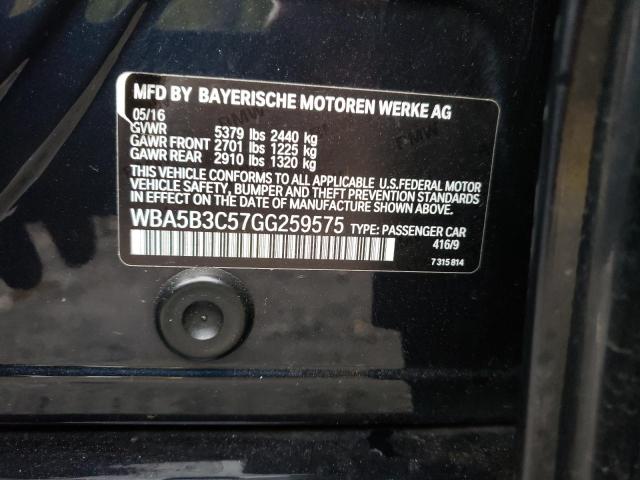 MFD BY BAYERISCHE MOTOREN WERKE AG
05/16
GVWR 5379 lbs 2440 kg
GAWR FRONT 2701 lbs 1225 kg
GAWR REAR 2910 lbs 1320 kg
THIS VEHICLE CONFORMS TO ALL APPLICABLE U.S.FEDERAL MOTOR
VEHICLE SAFETY, BUMPER AND THEFT PREVENTION STANDARDS
IN EFFECT ON THE DATE OF MANUFACTURE SHOWN ABOVE.
WBA5B3C57GG259575 TYPE: PASSENGER CAR
416/9
7 315 814